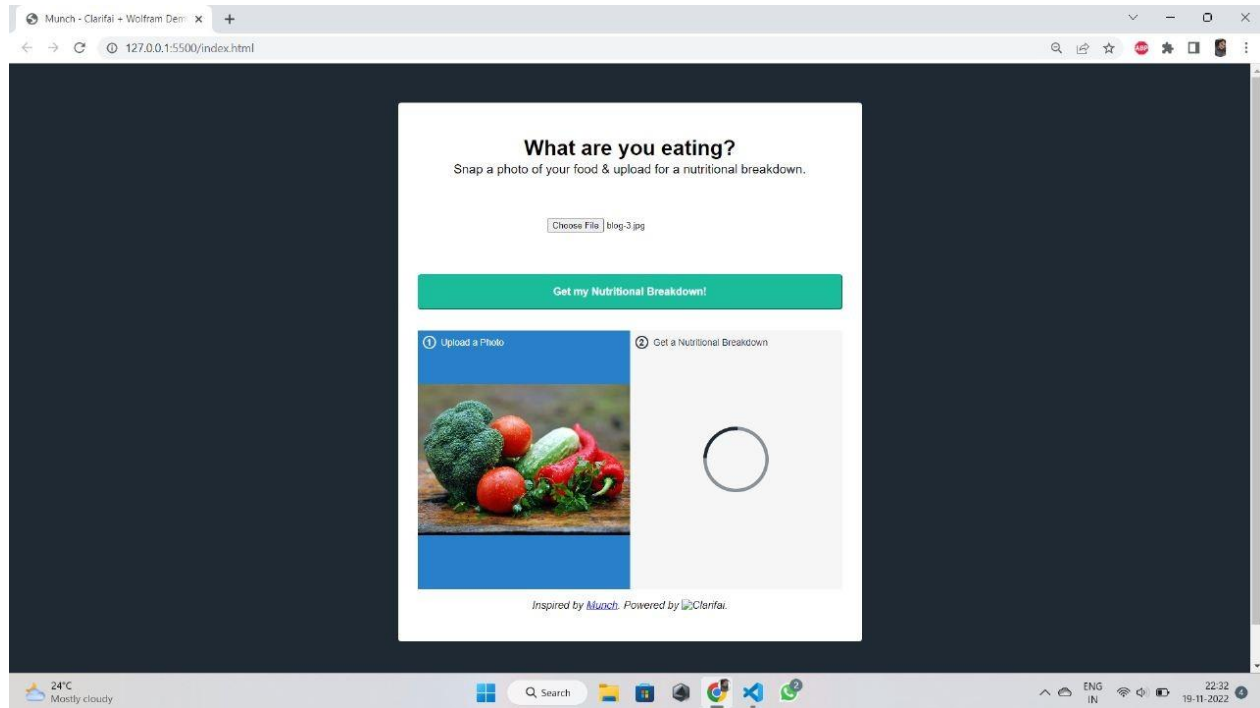 Munch - Clarifai + Wolfram Dem
127.0.0.1:5500/index.html
ABP
What are you eating?
Snap a photo of your food & upload for a nutritional breakdown.
Choose File blog-3.jpg
Get my Nutritional Breakdown!
1 Upload a Photo
2 Get a Nutritional Breakdown
Inspired by Munch. Powered by Clarifai.
24°C
Mostly cloudy
Search
2
ENG
IN
22:32
19-11-2022
4